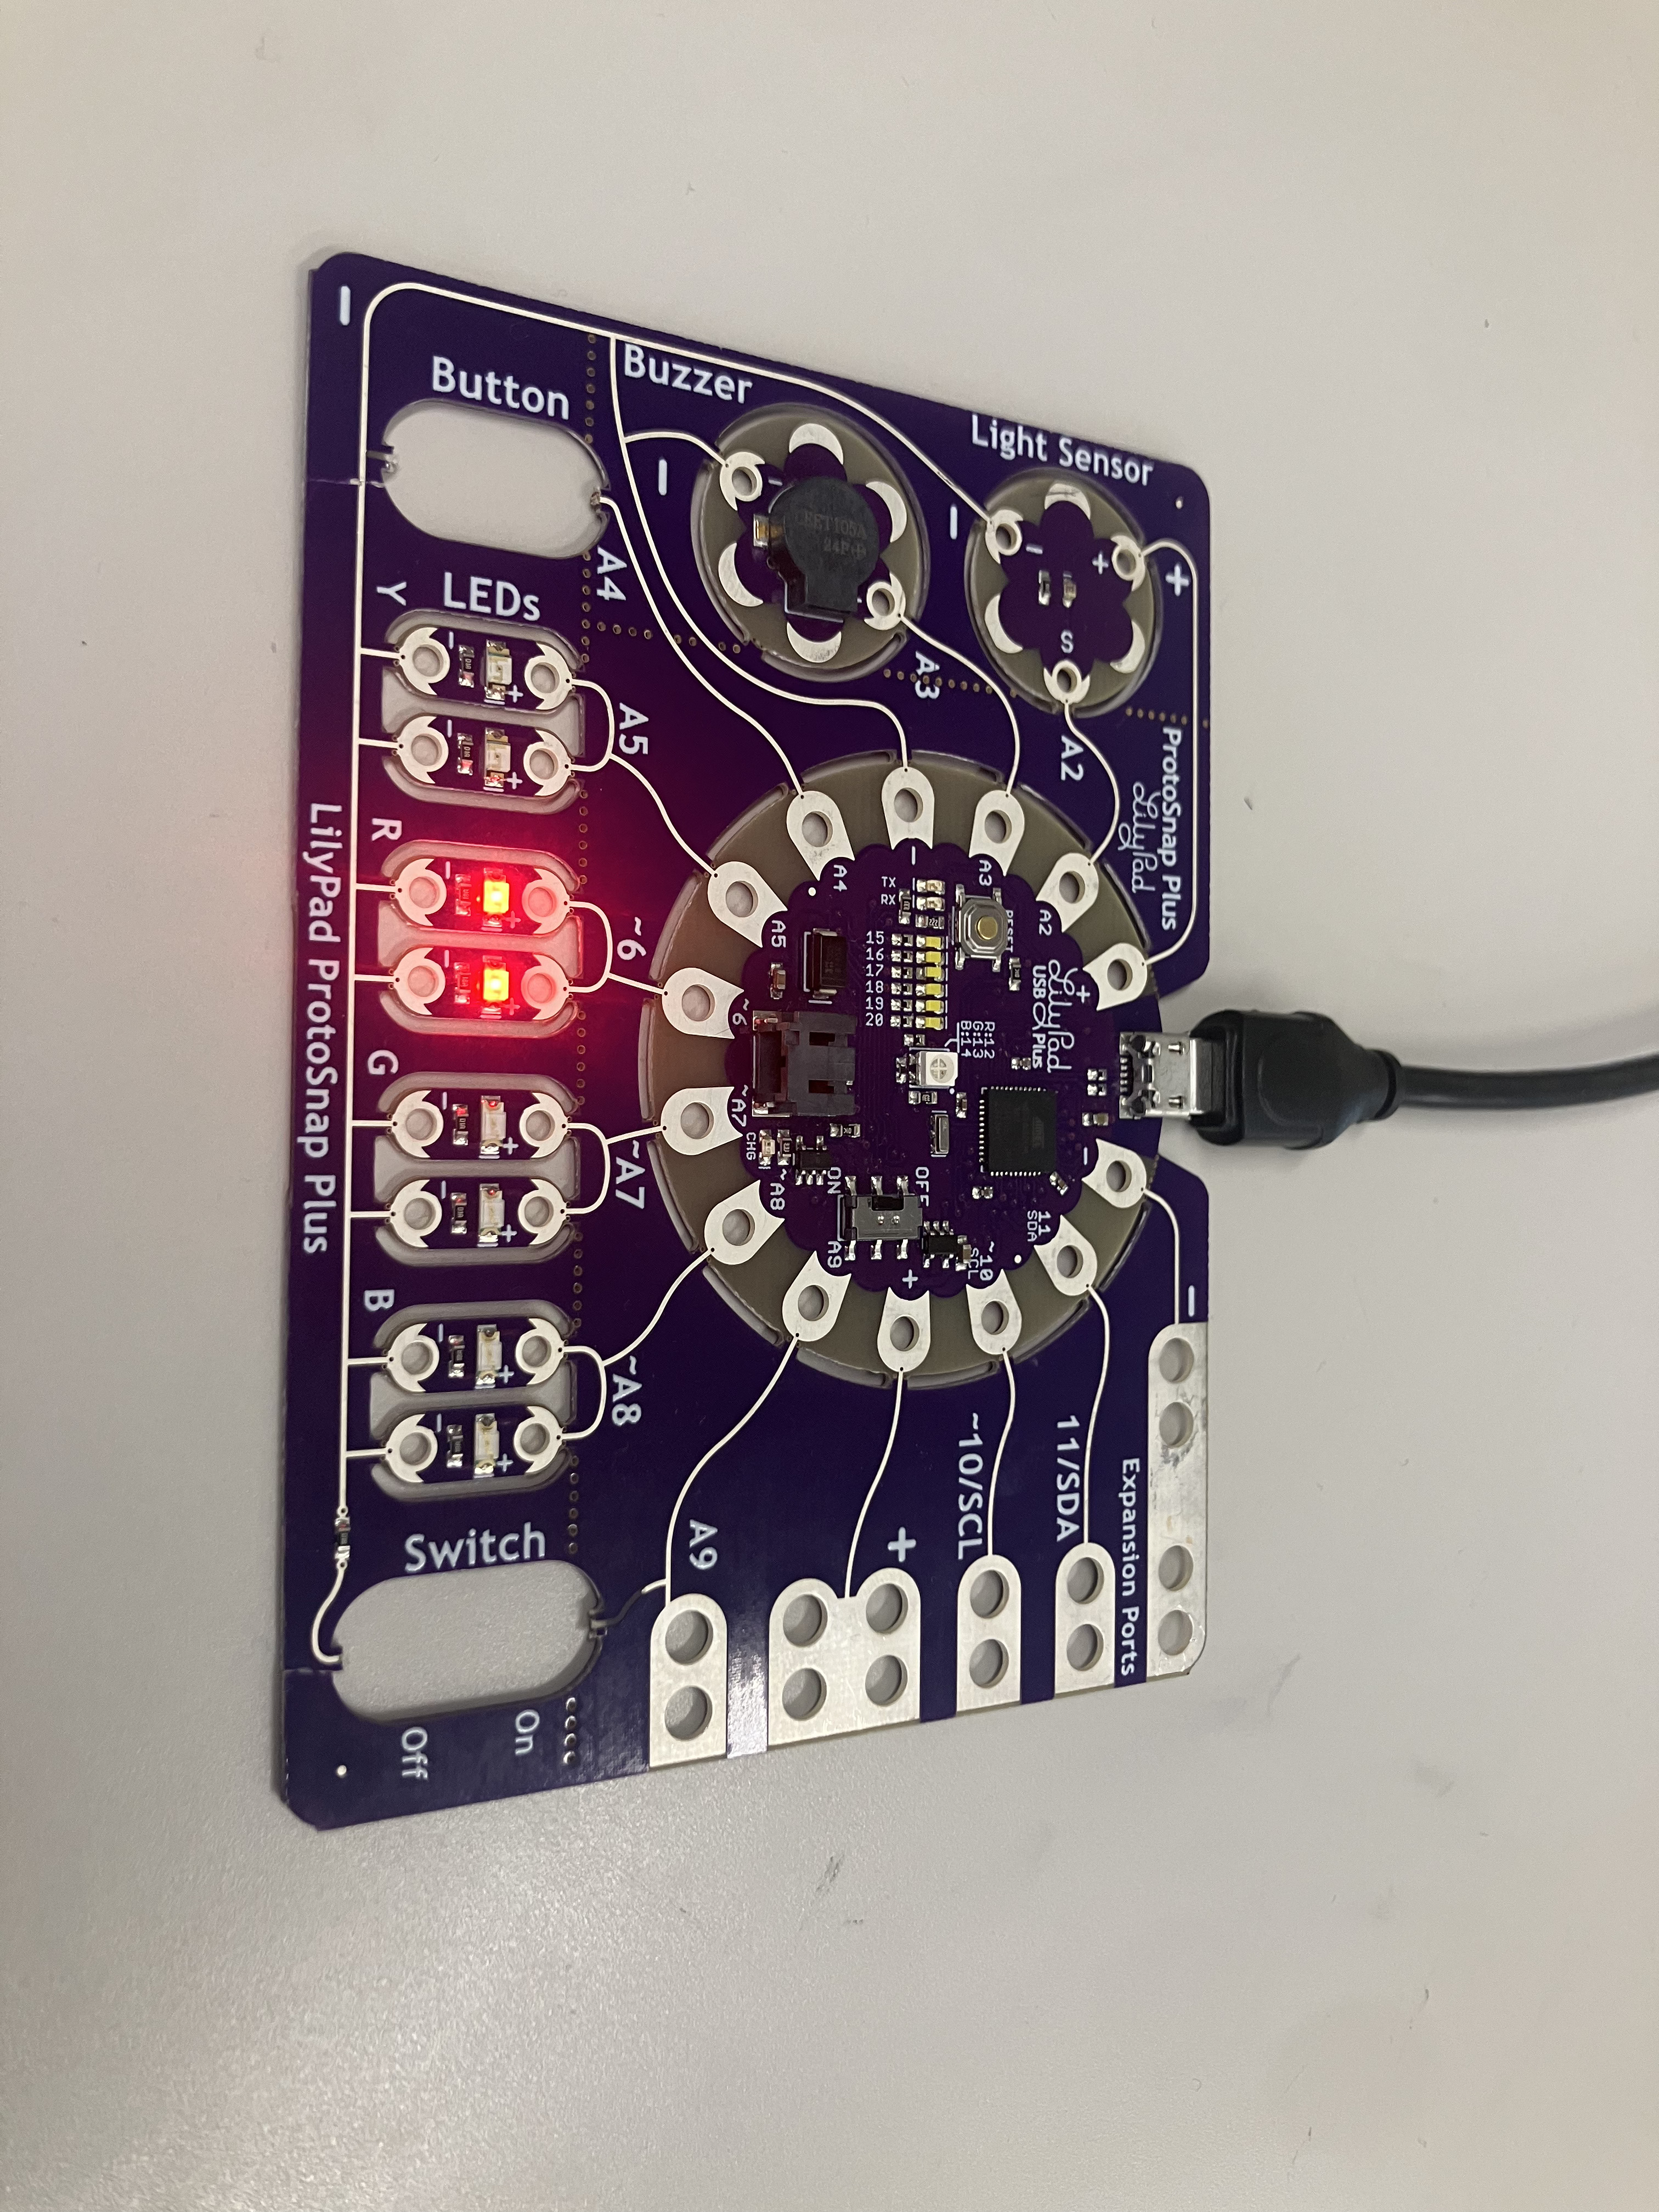 ProtoSnap Plus
LilyPad
Light Sensor
-
+
-
+
S
A2
Buzzer
-
-
CEET105A
24P(+)
A3
Button
-
A4
LEDs
Y
-
+
-
+
A5
R
-
+
-
+
~6
G
-
+
-
+
~A7
B
-
+
-
+
~A8
Switch
On
Off
A9
+
~10/SCL
11/SDA
Expansion Ports
-
LilyPad
USB Plus
RESET
R:12
G:13
B:14
TX
RX
15
16
17
18
19
20
CHG
ON
OFF
+
A2
A3
-
A4
A5
~6
~A7
~A8
A9
+
~10
SCL
11
SDA
-
LilyPad ProtoSnap Plus